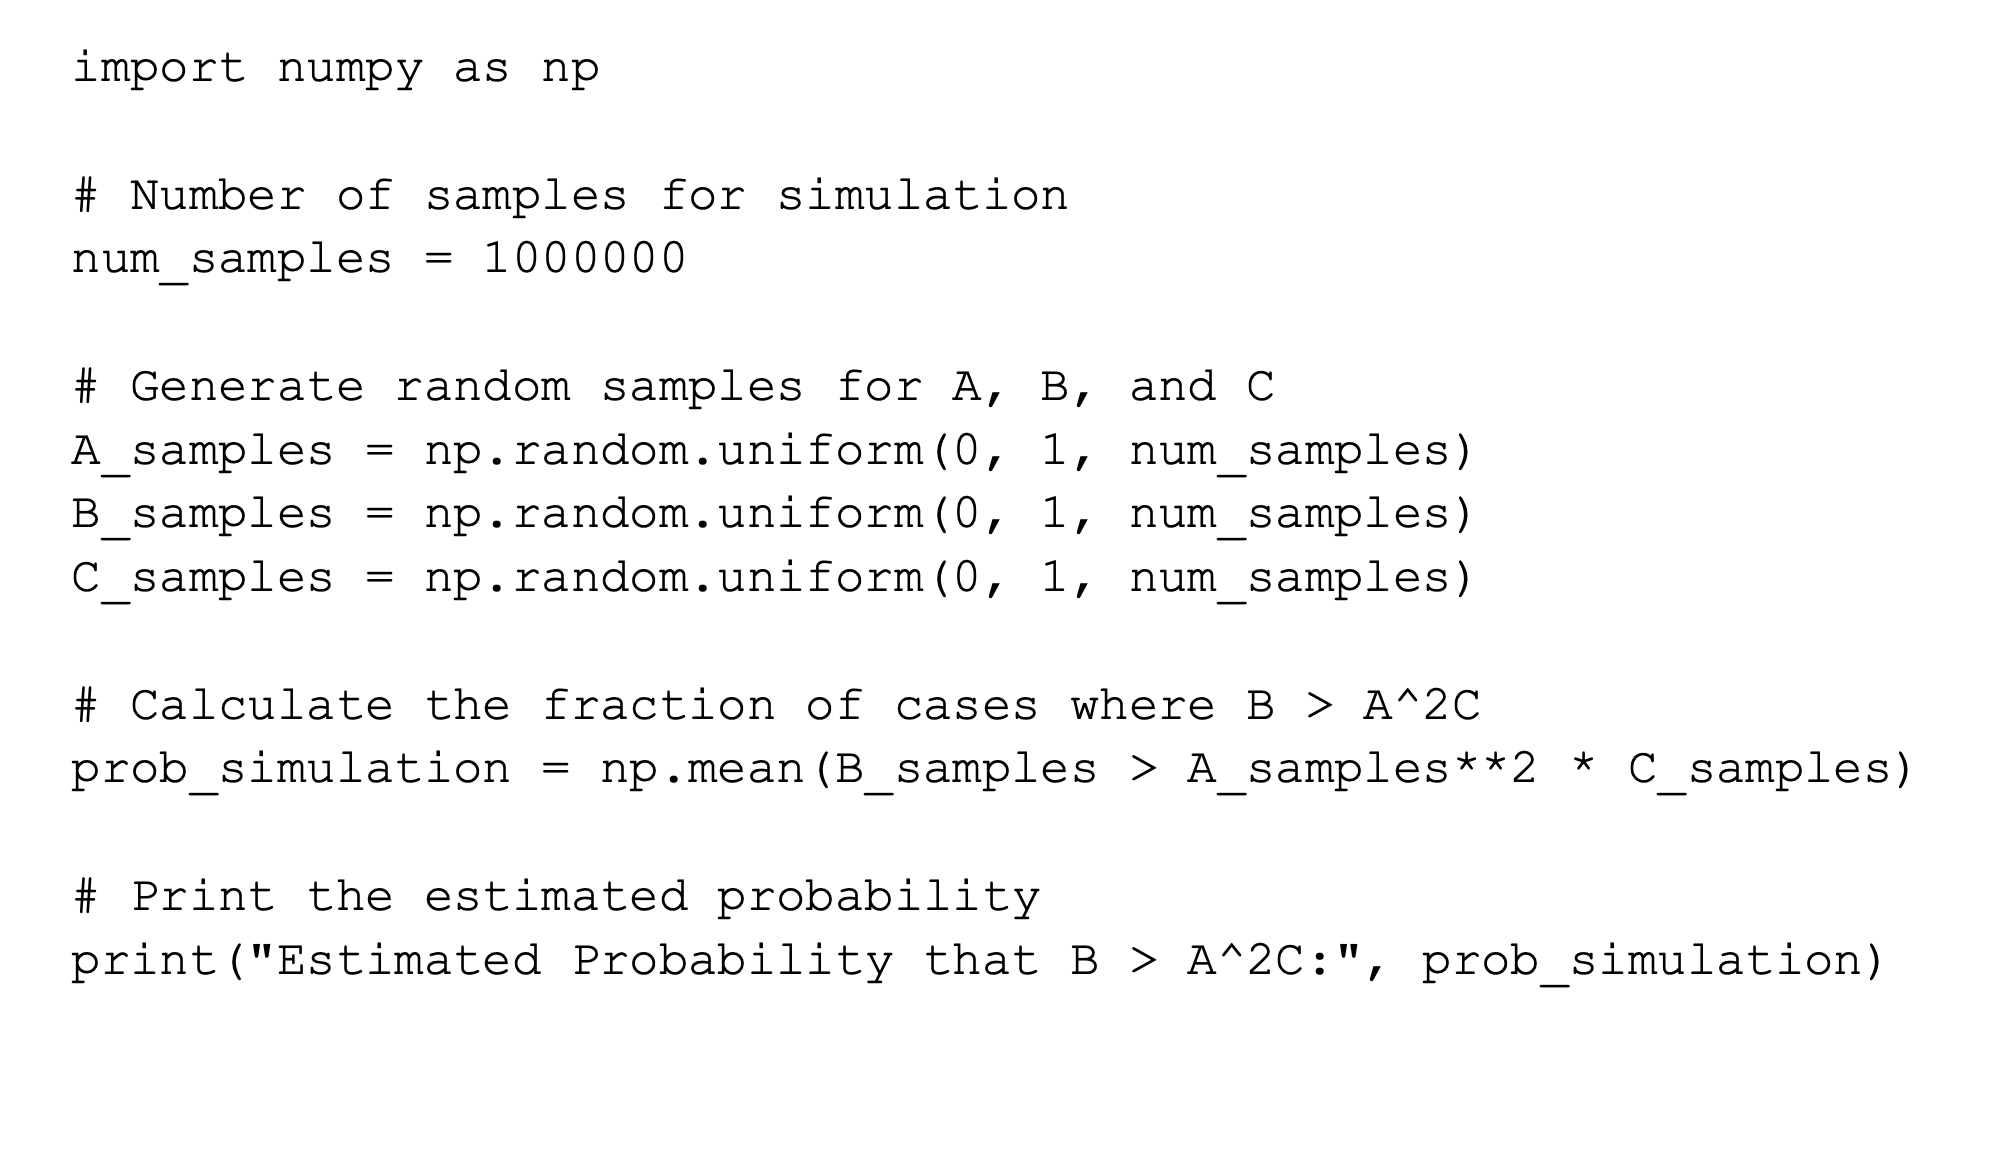 import numpy as np
# Number of samples for simulation
num_samples = 1000000
# Generate random samples for A, B, and C
A_samples = np.random.uniform(0, 1, num_samples)
B_samples = np.random.uniform(0, 1, num_samples)
C_samples = np.random.uniform(0, 1, num_samples)
# Calculate the fraction of cases where B > A^2C
prob_simulation = np.mean(B_samples > A_samples**2 * C_samples)
# Print the estimated probability
print("Estimated Probability that B > A^2C:", prob_simulation)